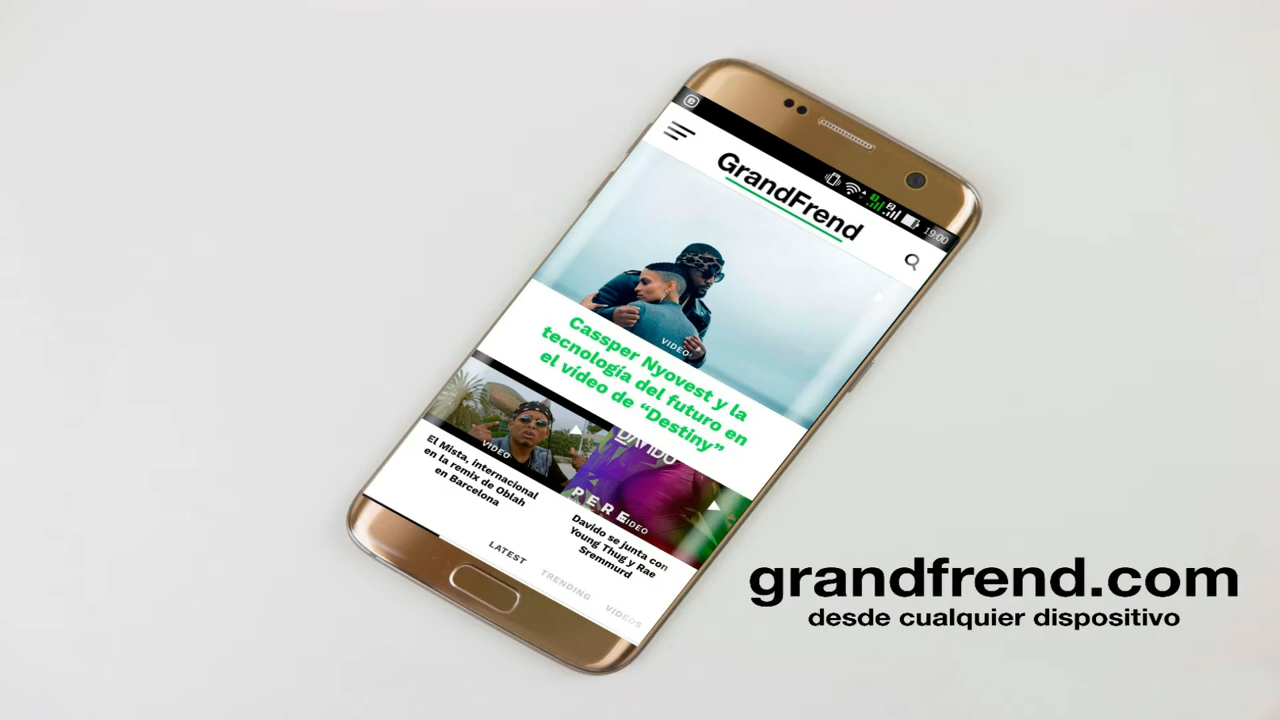 19:00
GrandFrend
VIDEO
Cassper Nyovest y la
tecnología del futuro en
el vídeo de “Destiny”
VIDEO
El Mista, internacional
en la remix de Oblah
en Barcelona
DAVIDO
RERE
VIDEO
Davido se junta con
Young Thug y Rae
Sremmurd
LATEST
TRENDING
VIDEOS
grandfrend.com
desde cualquier dispositivo